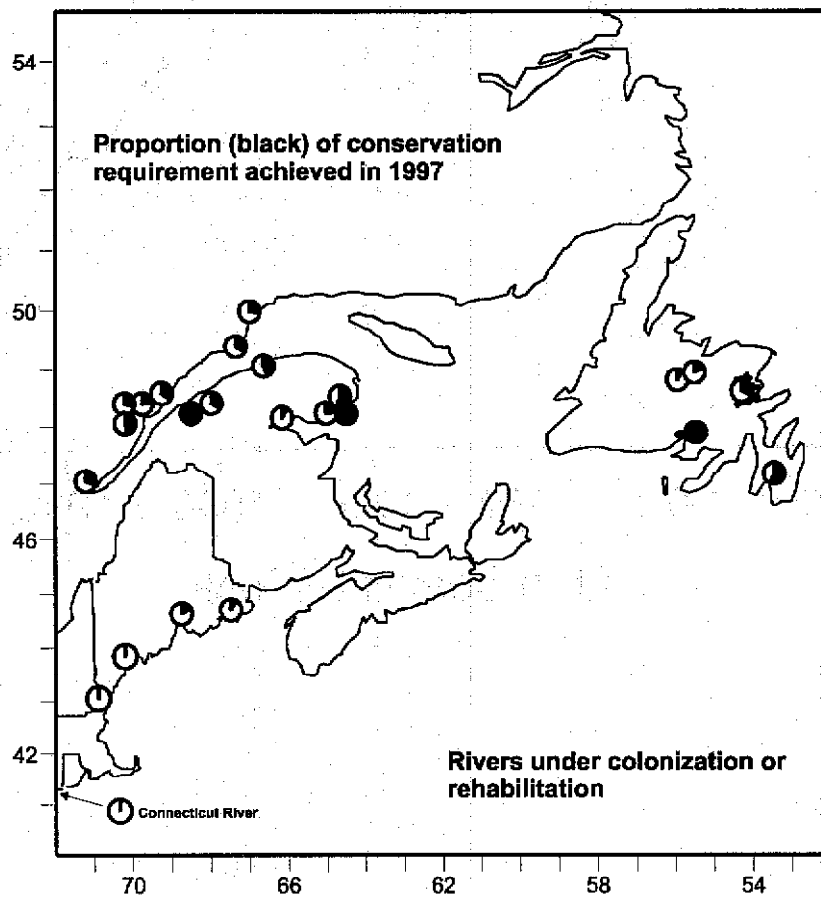 54
Proportion (black) of conservation
requirement achieved in 1997
50
46
42
Rivers under colonization or
rehabilitation
Connecticut River
70 66 62 58 54